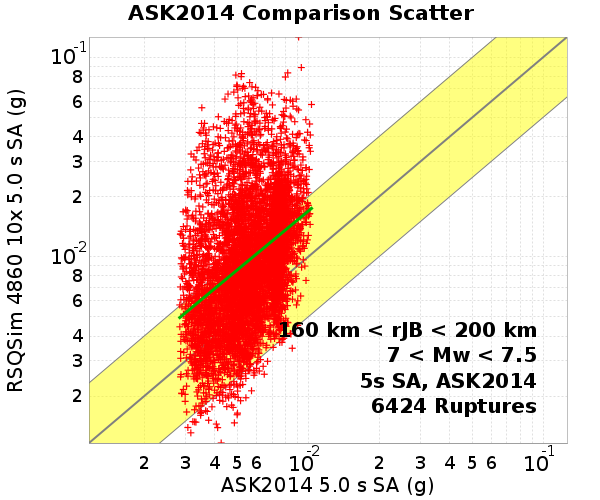 ASK2014 Comparison Scatter
RSQSim 4860 10x 5.0 s SA (g)
10-1
8
6
4
3
2
10-2
8
6
4
3
2
160 km < rJB < 200 km
7 < Mw < 7.5
5s SA, ASK2014
6424 Ruptures
2 3 4 5 6 10-2 2 3 4 5 6 10-1
ASK2014 5.0 s SA (g)